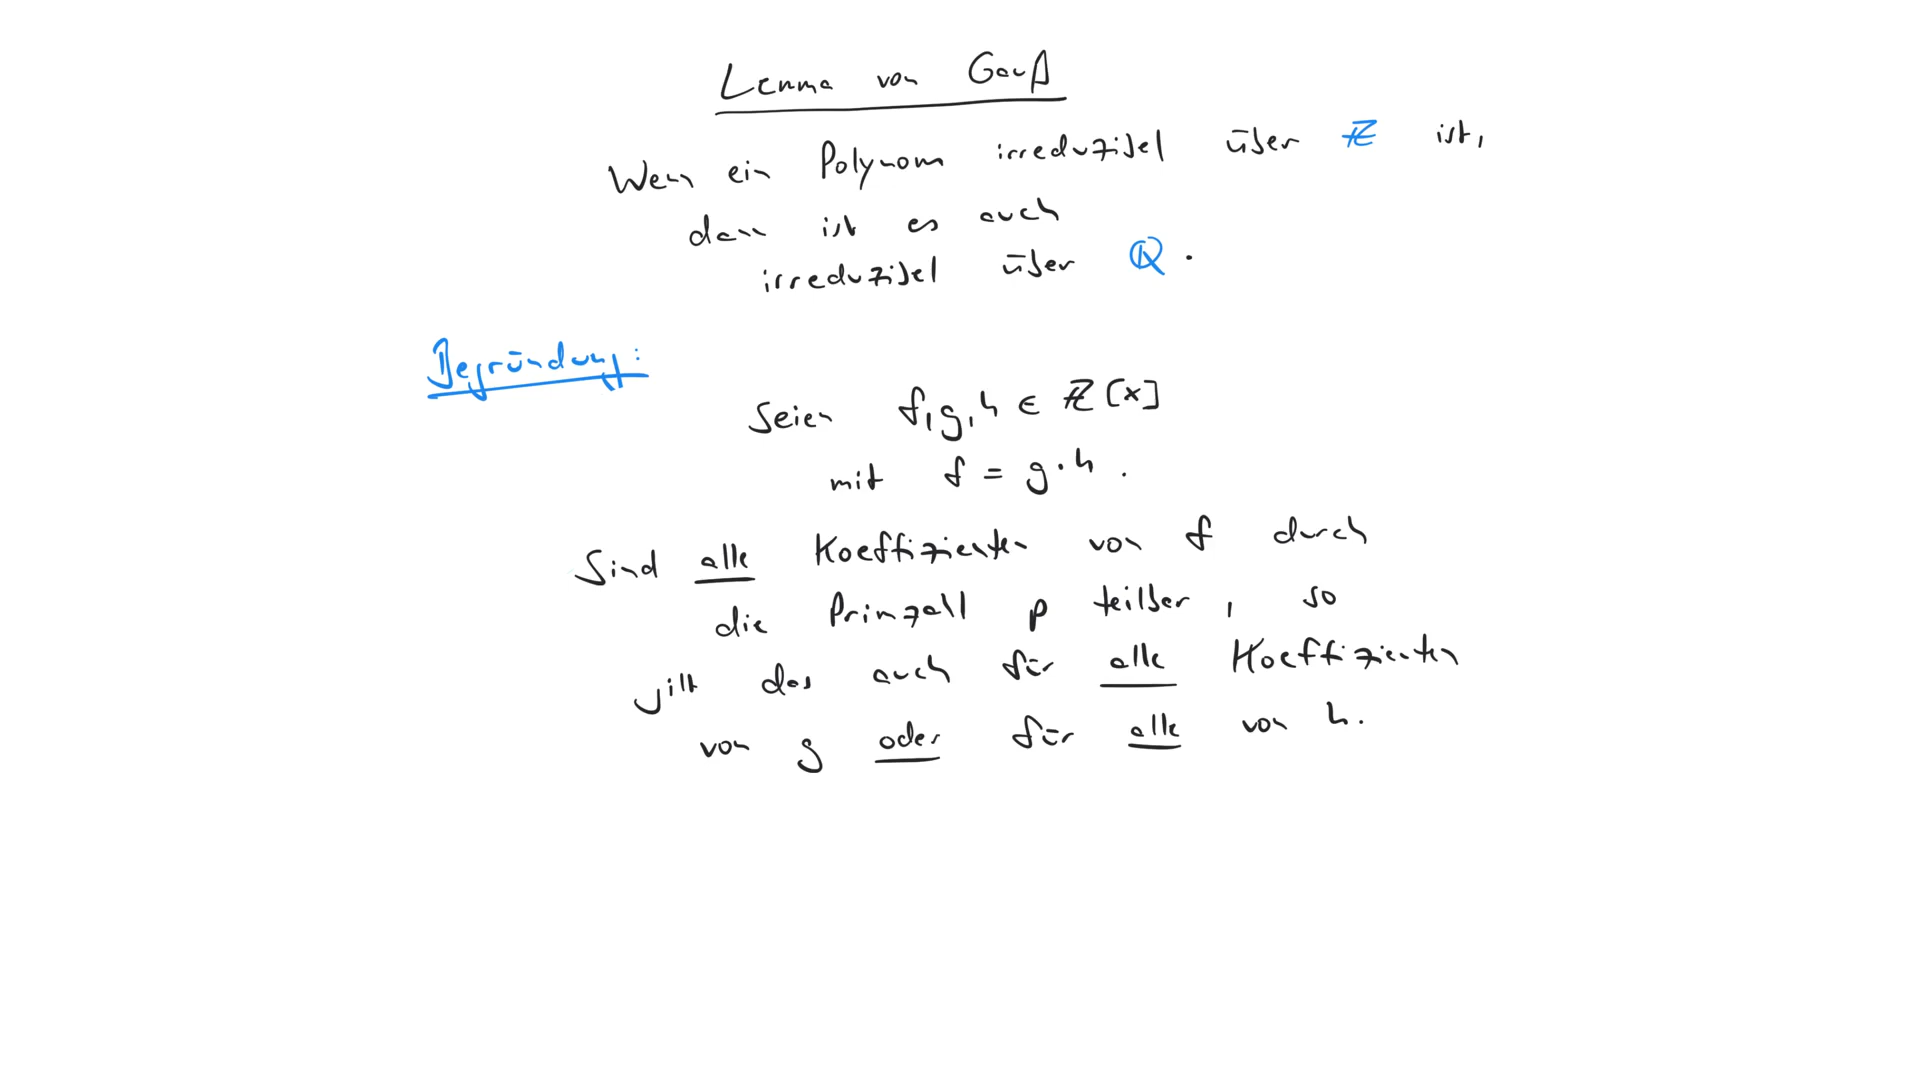 Lemma von Gauß
Wenn ein Polynom irreduzibel über ℤ ist,
dann ist es auch
irreduzibel über ℚ.
Begründung:
Seien f, g, h ∈ ℤ[x]
mit f = g·h.
Sind alle Koeffizienten von f durch
die Primzahl p teilbar, so
gilt das auch für alle Koeffizienten
von g oder für alle von h.